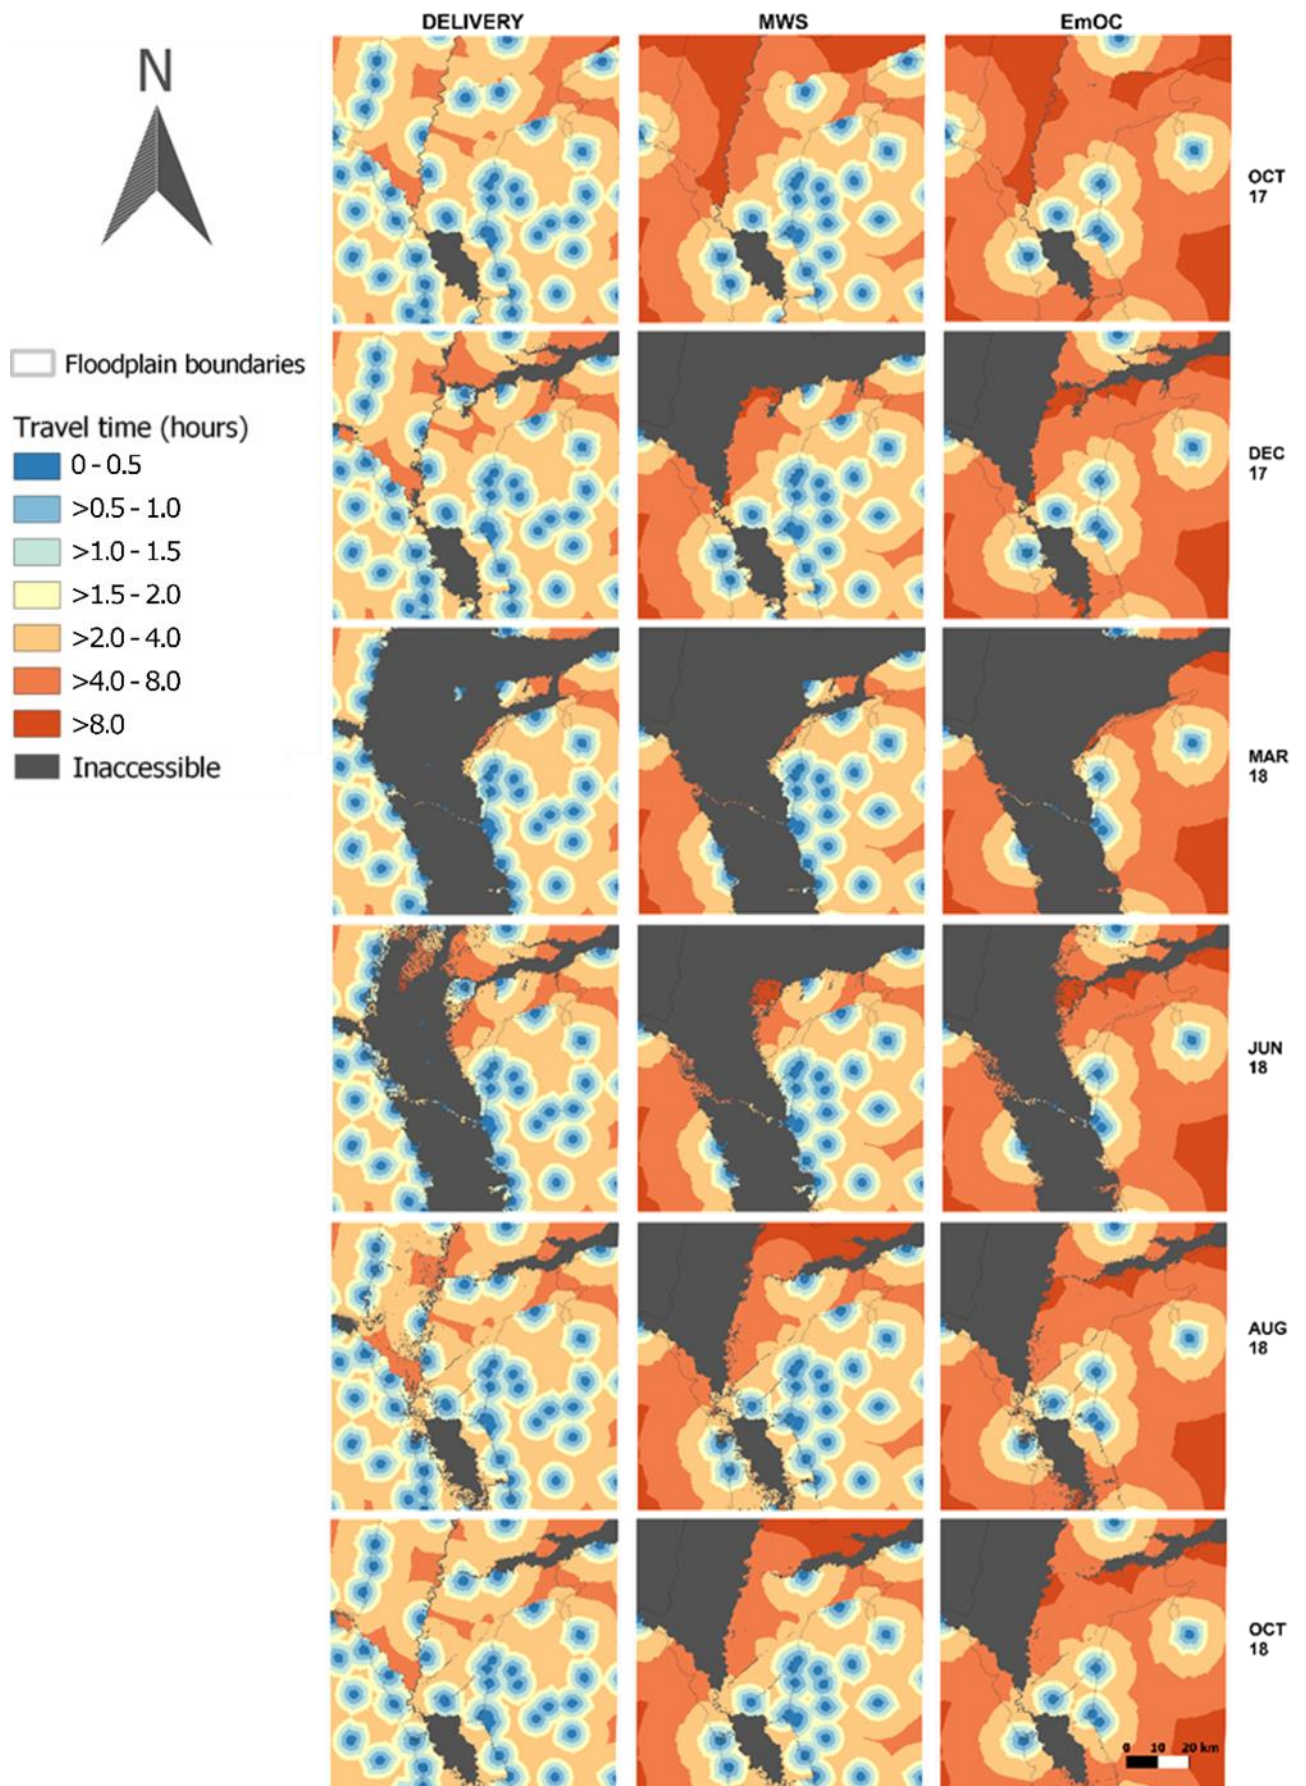 DELIVERY MWS EmOC
N
OCT
17
Floodplain boundaries
Travel time (hours)
0 - 0.5
>0.5 - 1.0
>1.0 - 1.5
>1.5 - 2.0
>2.0 - 4.0
>4.0 - 8.0
>8.0
Inaccessible
DEC
17
MAR
18
JUN
18
AUG
18
OCT
18
0 10 20 km